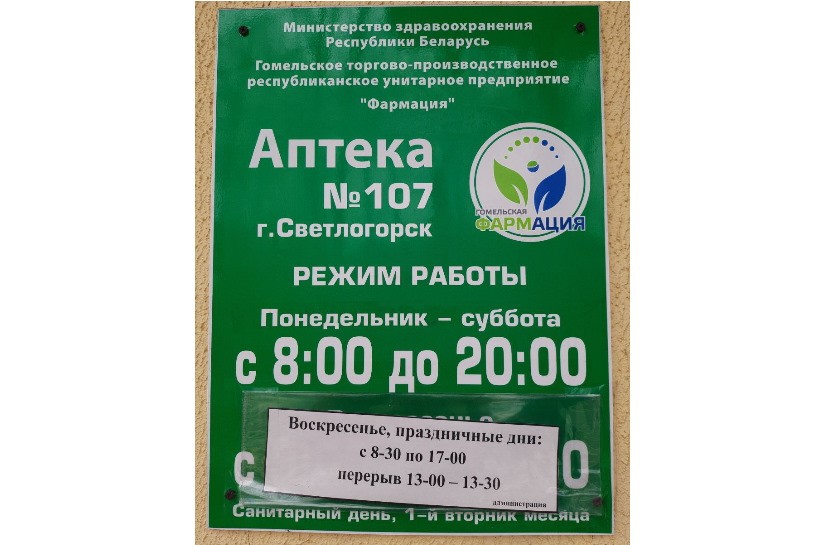 Министерство здравоохранения
Республики Беларусь
Гомельское торгово-производственное
республиканское унитарное предприятие
"Фармация"
Аптека
№107
г.Светлогорск
ГОМЕЛЬСКАЯ
ФАРМАЦИЯ
РЕЖИМ РАБОТЫ
Понедельник – суббота
с 8:00 до 20:00
Воскресенье, праздничные дни:
с 8-30 по 17-00
перерыв 13-00 – 13-30
администрация
с 0
Санитарный день, 1-й вторник месяца